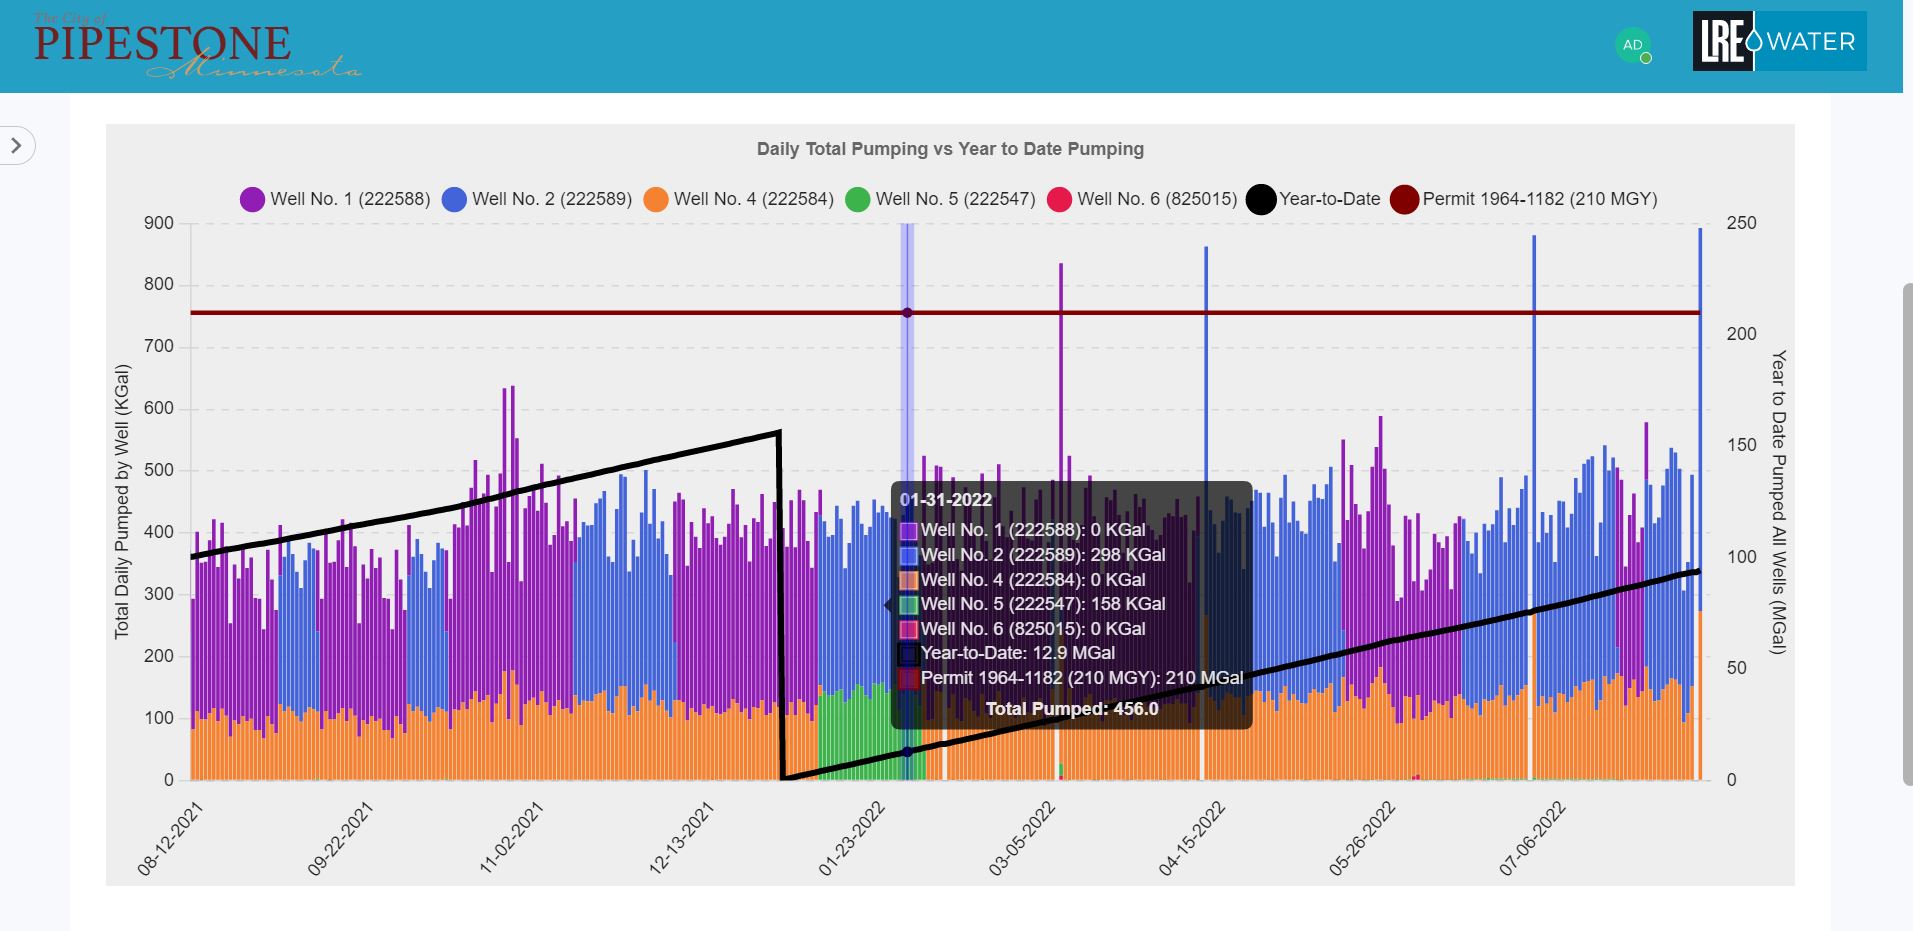 The City of
PIPESTONE
Minnesota
AD
LRE WATER
Daily Total Pumping vs Year to Date Pumping
Well No. 1 (222588) Well No. 2 (222589) Well No. 4 (222584) Well No. 5 (222547) Well No. 6 (825015) Year-to-Date Permit 1964-1182 (210 MGY)
Total Daily Pumped by Well (KGal)
900
800
700
600
500
400
300
200
100
0
01-31-2022
Well No. 1 (222588): 0 KGal
Well No. 2 (222589): 298 KGal
Well No. 4 (222584): 0 KGal
Well No. 5 (222547): 158 KGal
Well No. 6 (825015): 0 KGal
Year-to-Date: 12.9 MGal
Permit 1964-1182 (210 MGY): 210 MGal
Total Pumped: 456.0
250
200
150
100
50
0
Year to Date Pumped All Wells (MGal)
08-12-2021
09-22-2021
11-02-2021
12-13-2021
01-23-2022
03-05-2022
04-15-2022
05-26-2022
07-06-2022